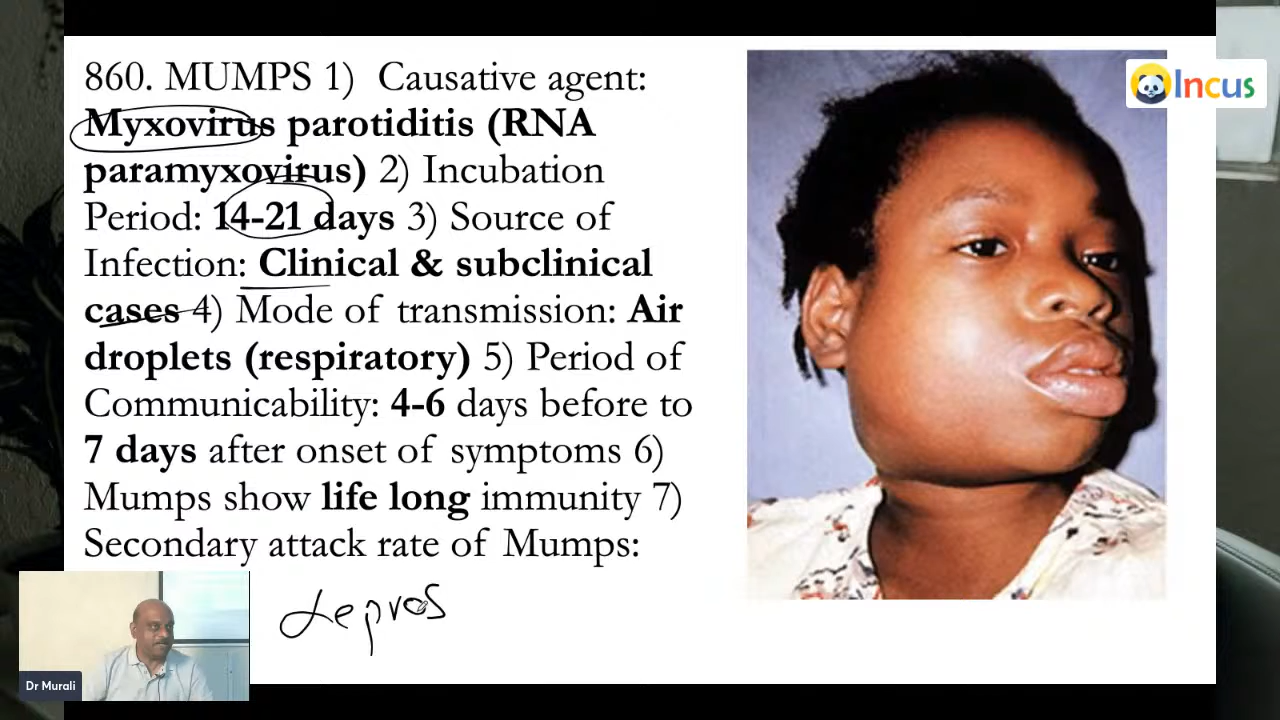 860. MUMPS 1) Causative agent:
Myxovirus parotiditis (RNA
paramyxovirus) 2) Incubation
Period: 14-21 days 3) Source of
Infection: Clinical & subclinical
cases 4) Mode of transmission: Air
droplets (respiratory) 5) Period of
Communicability: 4-6 days before to
7 days after onset of symptoms 6)
Mumps show life long immunity 7)
Secondary attack rate of Mumps:
Lepros
Incus
Dr Murali